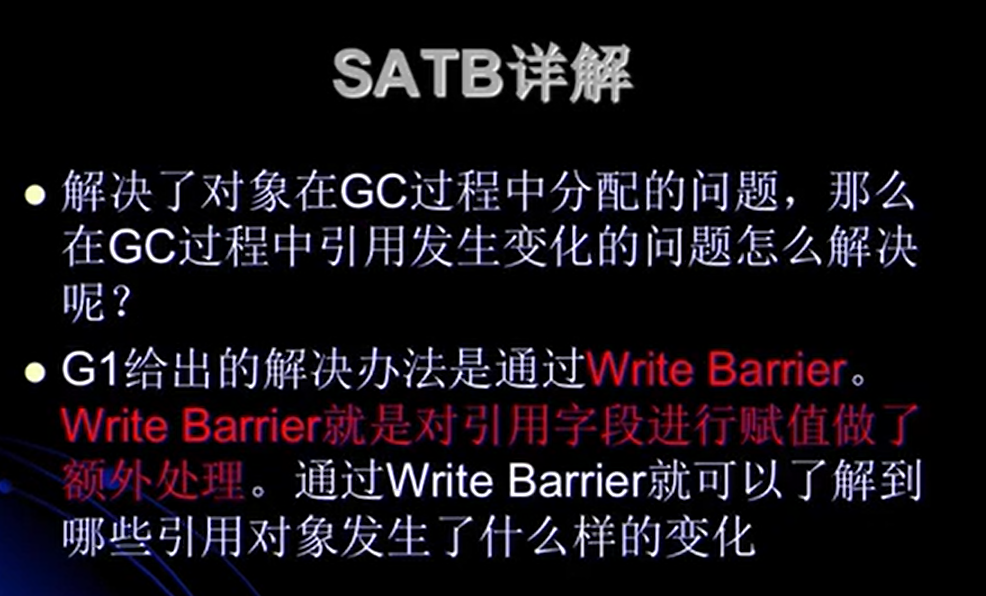 SATB详解
解决了对象在GC过程中分配的问题，那么
在GC过程中引用发生变化的问题怎么解决
呢？
G1给出的解决办法是通过Write Barrier。
Write Barrier就是对引用字段进行赋值做了
额外处理。通过Write Barrier就可以了解到
哪些引用对象发生了什么样的变化